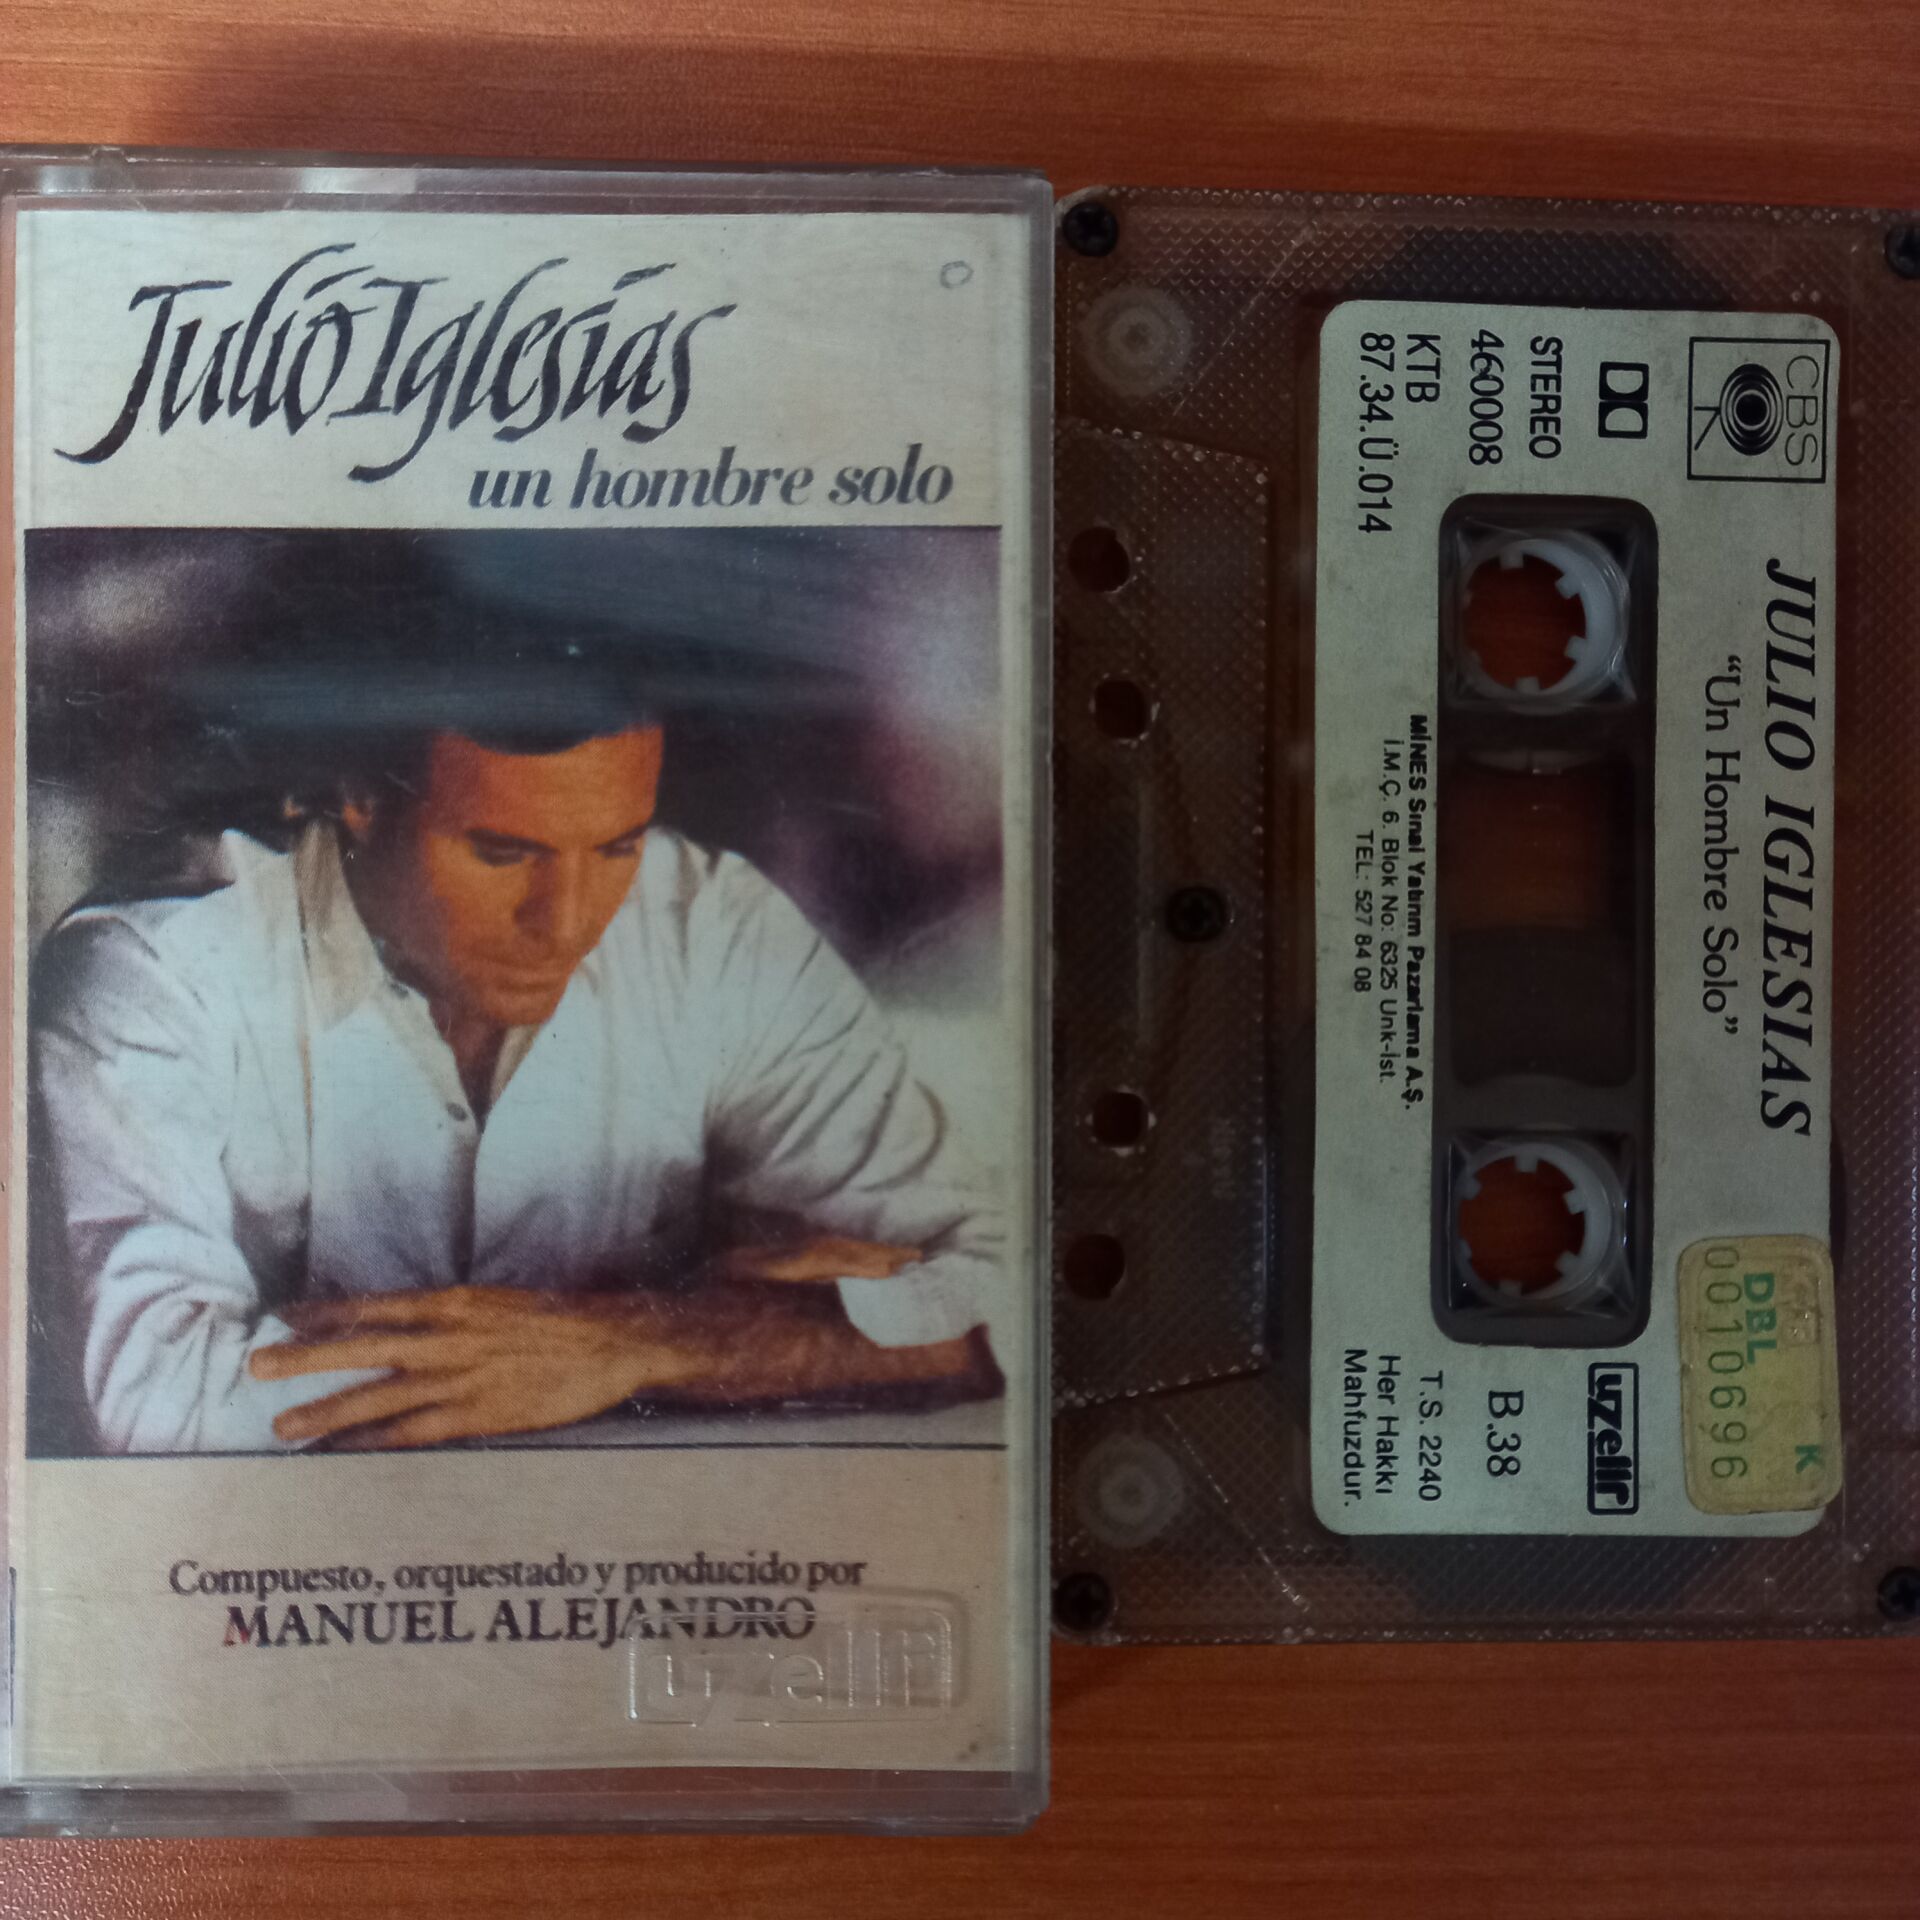 Julio Iglesias
un hombre solo
Compuesto, orquestado y producido por
MANUEL ALEJANDRO
uzelli
CBS
STEREO
460008
KTB
87.34.Ü.014
JULIO IGLESIAS
"Un Hombre Solo"
MİNES Sınai Yatırım Pazarlama A.Ş.
İ.M.Ç. 6. Blok No: 6325 Unk-İst.
TEL: 527 84 08
uzelli
B.38
T.S. 2240
Her Hakkı
Mahfuzdur.
DBL K
0010696